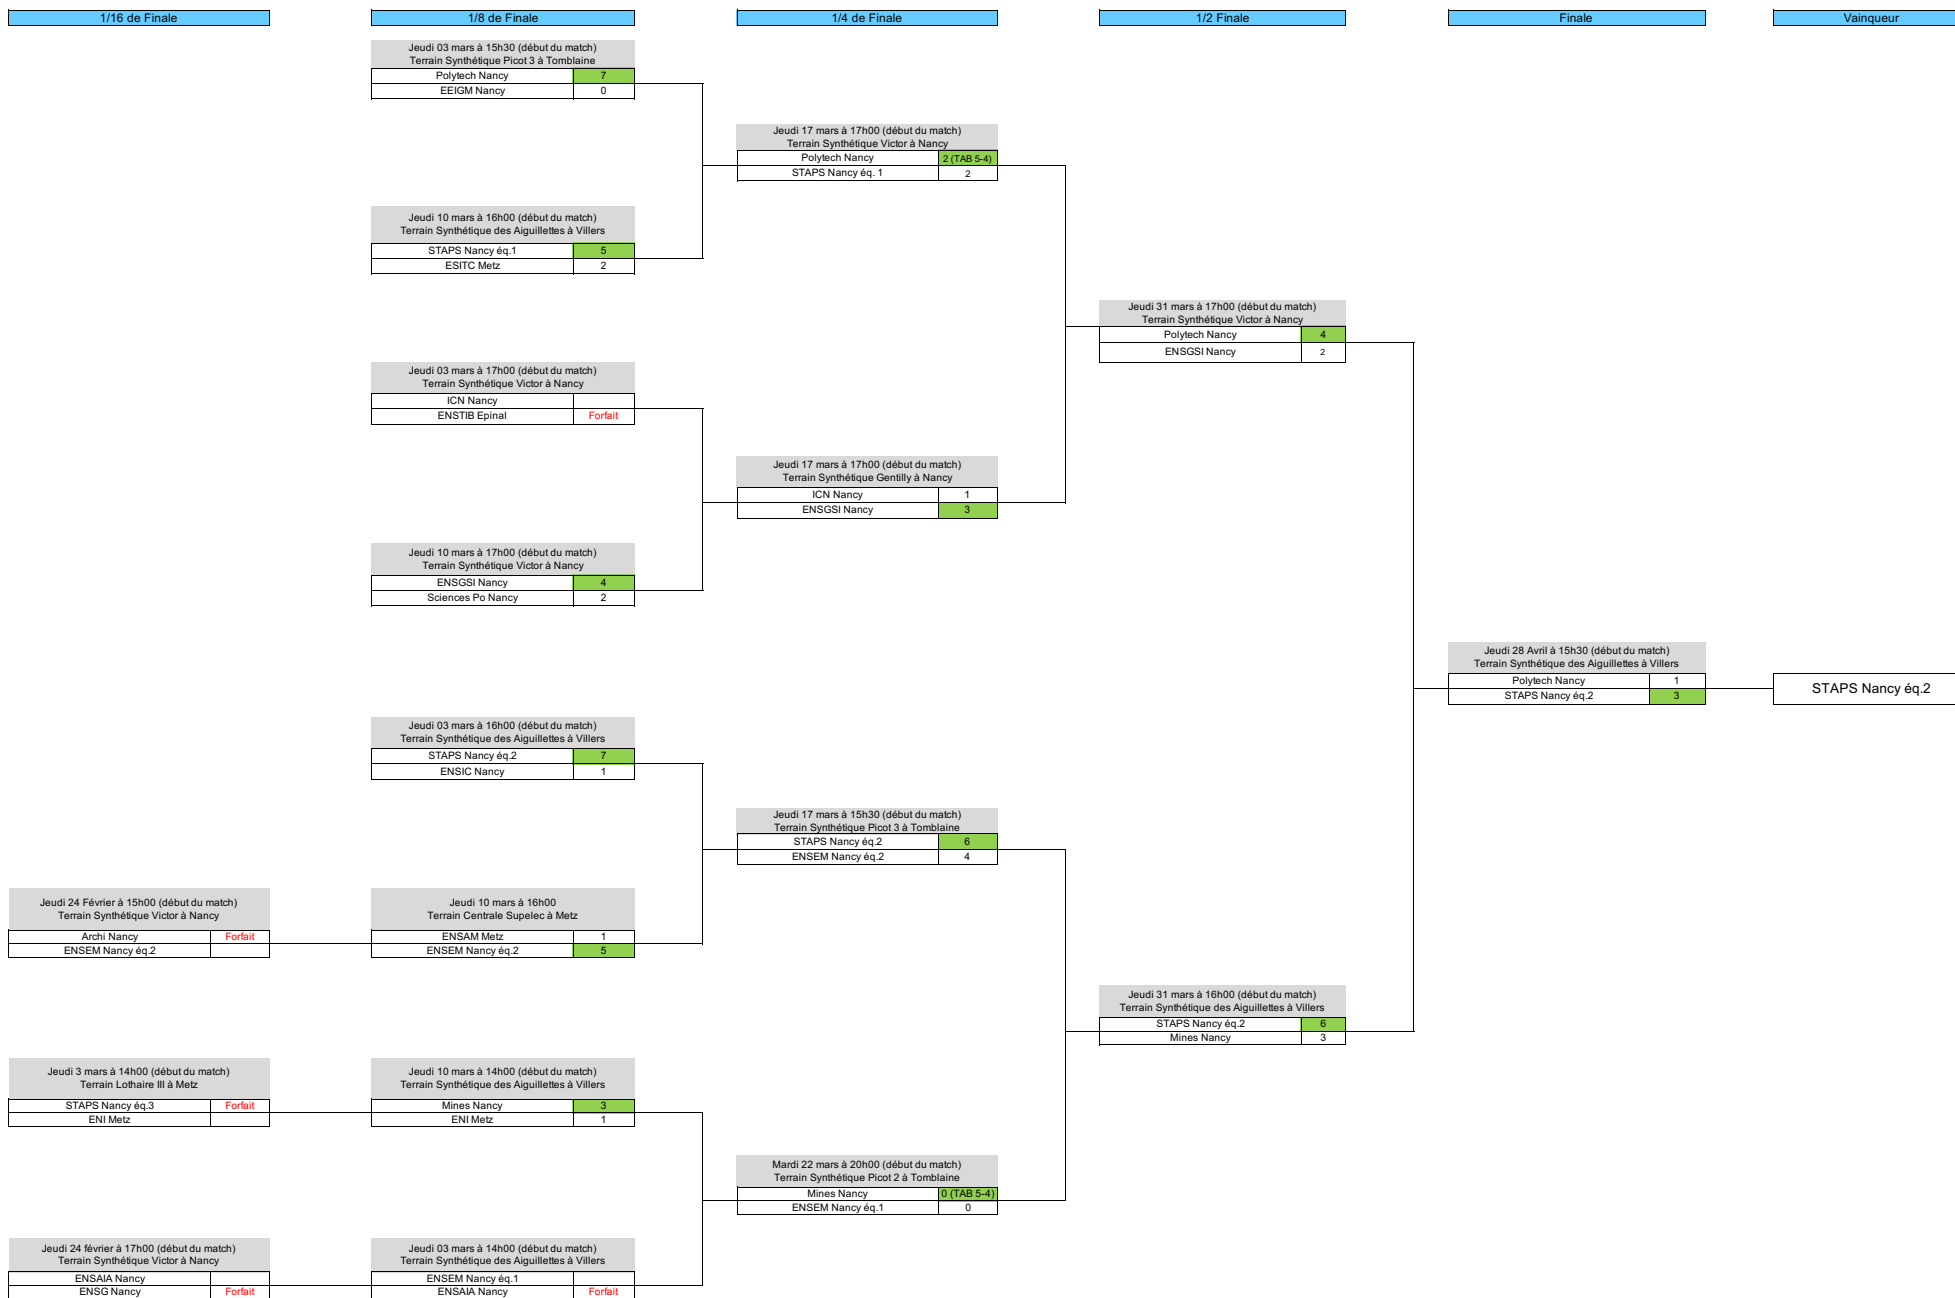 1/16 de Finale
1/8 de Finale
1/4 de Finale
1/2 Finale
Finale
Vainqueur
Jeudi 03 mars à 15h30 (début du match)
Terrain Synthétique Picot 3 à Tomblaine
Polytech Nancy 7
EEIGM Nancy 0
Jeudi 17 mars à 17h00 (début du match)
Terrain Synthétique Victor à Nancy
Polytech Nancy 2 (TAB 5-4)
STAPS Nancy éq. 1 2
Jeudi 10 mars à 16h00 (début du match)
Terrain Synthétique des Aiguillettes à Villers
STAPS Nancy éq.1 5
ESITC Metz 2
Jeudi 31 mars à 17h00 (début du match)
Terrain Synthétique Victor à Nancy
Polytech Nancy 4
ENSGSI Nancy 2
Jeudi 03 mars à 17h00 (début du match)
Terrain Synthétique Victor à Nancy
ICN Nancy
ENSTIB Epinal Forfait
Jeudi 17 mars à 17h00 (début du match)
Terrain Synthétique Gentilly à Nancy
ICN Nancy 1
ENSGSI Nancy 3
Jeudi 10 mars à 17h00 (début du match)
Terrain Synthétique Victor à Nancy
ENSGSI Nancy 4
Sciences Po Nancy 2
Jeudi 28 Avril à 15h30 (début du match)
Terrain Synthétique des Aiguillettes à Villers
Polytech Nancy 1
STAPS Nancy éq.2 3
STAPS Nancy éq.2
Jeudi 03 mars à 16h00 (début du match)
Terrain Synthétique des Aiguillettes à Villers
STAPS Nancy éq.2 7
ENSIC Nancy 1
Jeudi 17 mars à 15h30 (début du match)
Terrain Synthétique Picot 3 à Tomblaine
STAPS Nancy éq.2 6
ENSEM Nancy éq.2 4
Jeudi 24 Février à 15h00 (début du match)
Terrain Synthétique Victor à Nancy
Archi Nancy Forfait
ENSEM Nancy éq.2
Jeudi 10 mars à 16h00
Terrain Centrale Supelec à Metz
ENSAM Metz 1
ENSEM Nancy éq.2 5
Jeudi 31 mars à 16h00 (début du match)
Terrain Synthétique des Aiguillettes à Villers
STAPS Nancy éq.2 6
Mines Nancy 3
Jeudi 3 mars à 14h00 (début du match)
Terrain Lothaire III à Metz
STAPS Nancy éq.3 Forfait
ENI Metz
Jeudi 10 mars à 14h00 (début du match)
Terrain Synthétique des Aiguillettes à Villers
Mines Nancy 3
ENI Metz 1
Mardi 22 mars à 20h00 (début du match)
Terrain Synthétique Picot 2 à Tomblaine
Mines Nancy 0 (TAB 5-4)
ENSEM Nancy éq.1 0
Jeudi 24 février à 17h00 (début du match)
Terrain Synthétique Victor à Nancy
ENSAIA Nancy
ENSG Nancy Forfait
Jeudi 03 mars à 14h00 (début du match)
Terrain Synthétique des Aiguillettes à Villers
ENSEM Nancy éq.1
ENSAIA Nancy Forfait